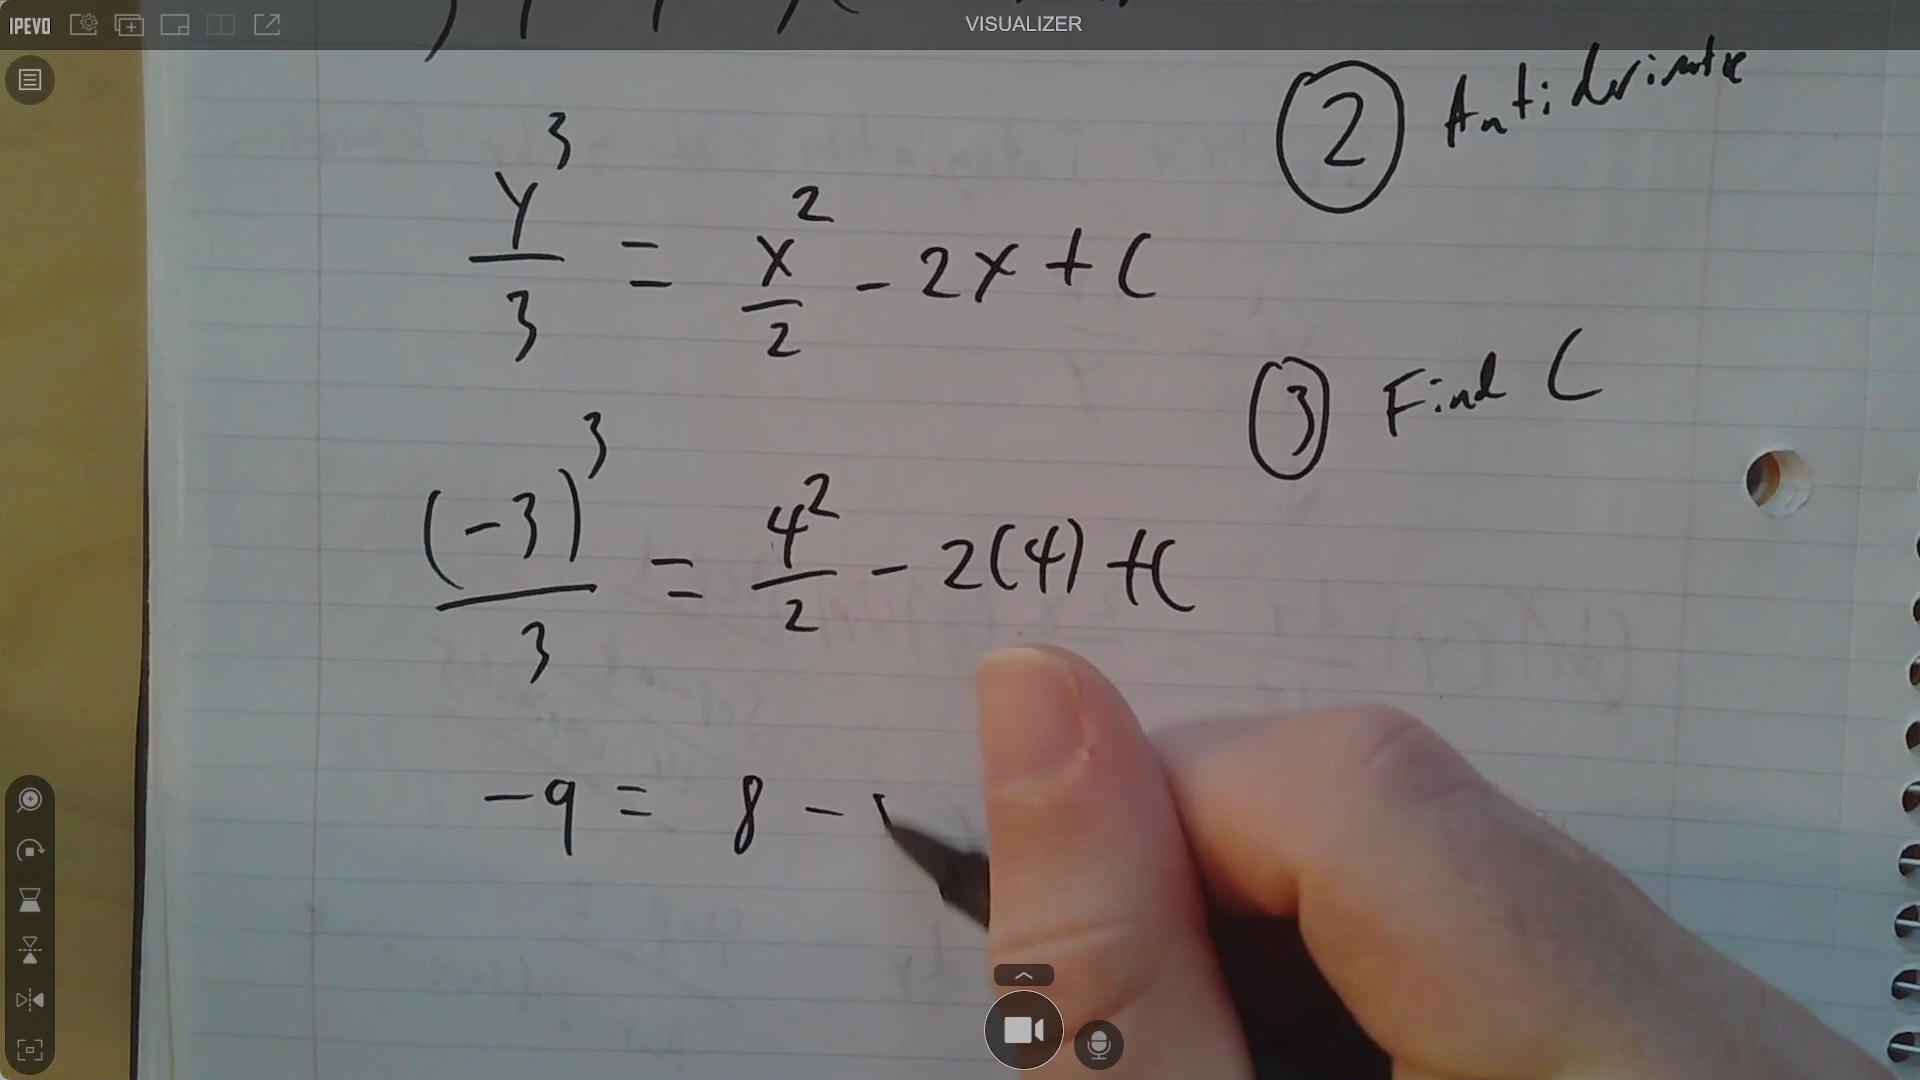 IPEVO VISUALIZER
② Antiderivative
y³/3 = x²/2 - 2x + C
③ Find C
(-3)³/3 = 4²/2 - 2(4) + C
-9 = 8 -